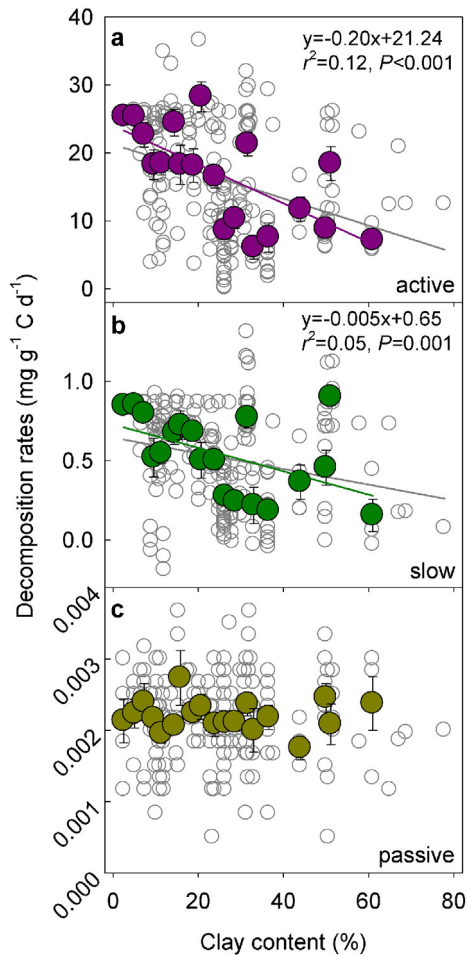 a
y=-0.20x+21.24
r²=0.12, P<0.001
40
30
20
10
0
active
b
y=-0.005x+0.65
r²=0.05, P=0.001
1.0
0.5
0.0
slow
Decomposition rates (mg g⁻¹ C d⁻¹)
c
0.004
0.003
0.002
0.001
0.000
passive
0 20 40 60 80
Clay content (%)